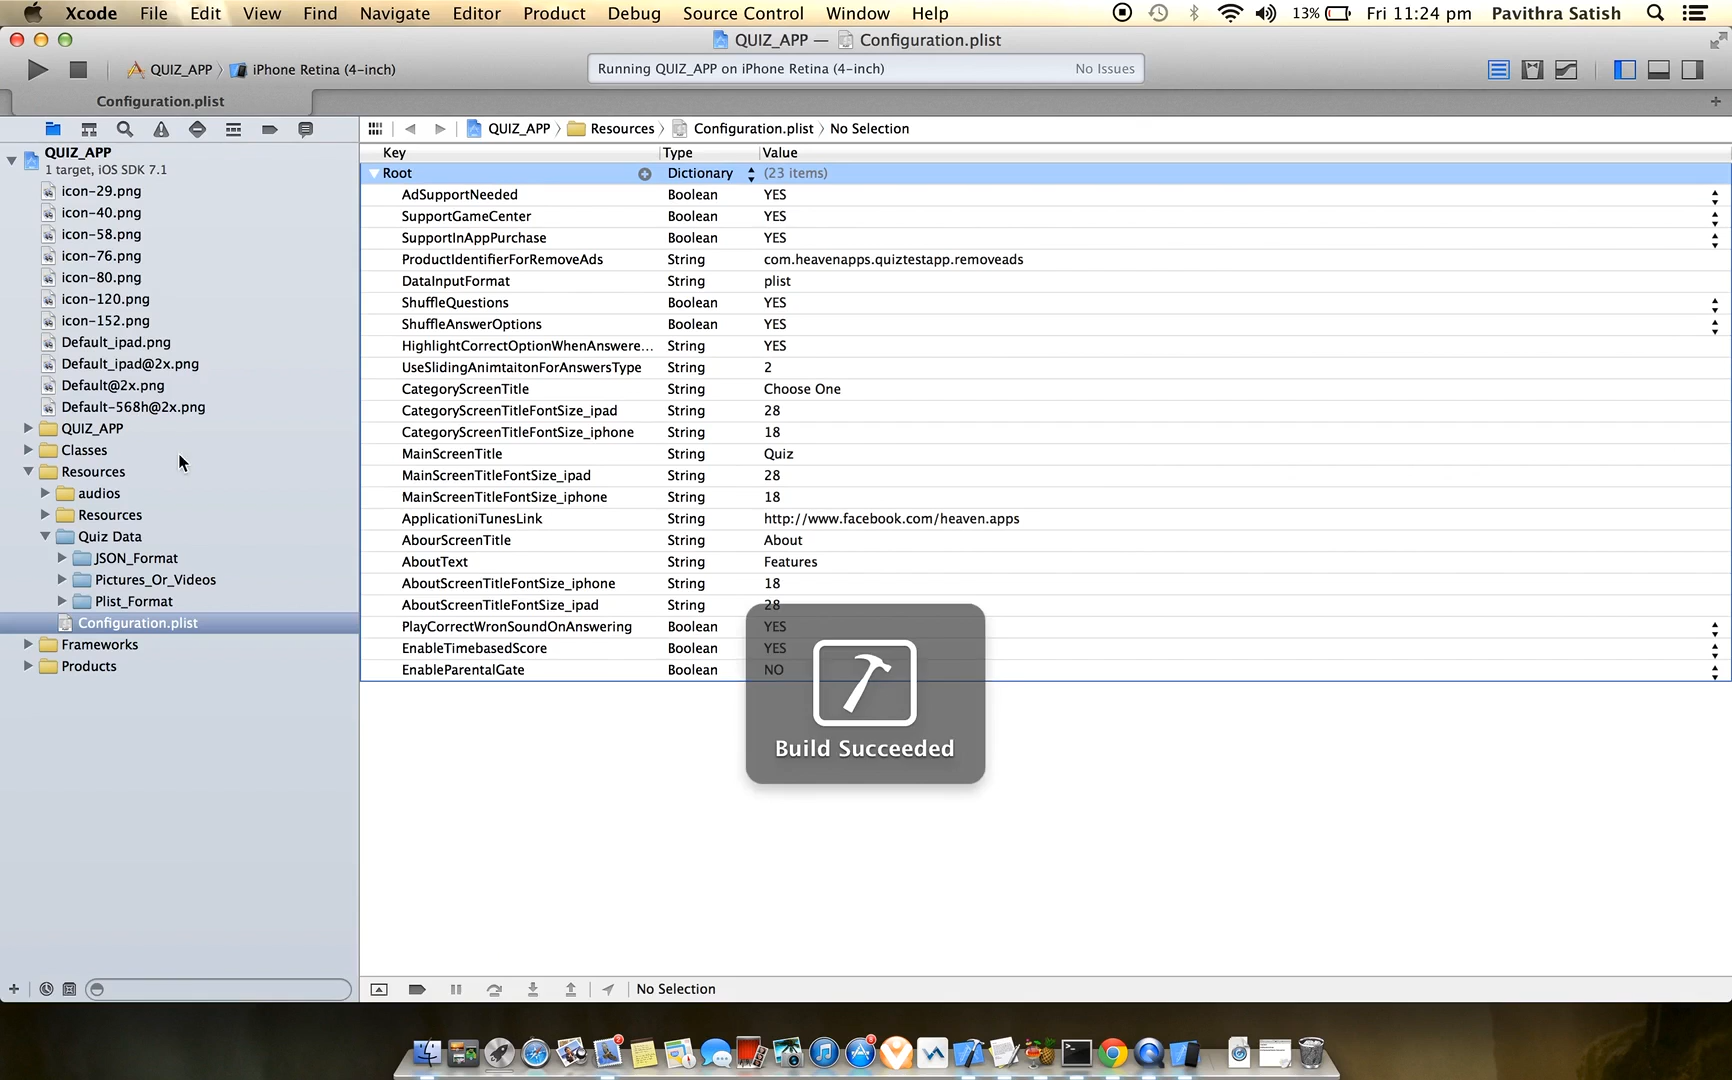 Xcode File Edit View Find Navigate Editor Product Debug Source Control Window Help 13% Fri 11:24 pm Pavithra Satish
QUIZ_APP — Configuration.plist
QUIZ_APP iPhone Retina (4-inch) Running QUIZ_APP on iPhone Retina (4-inch) No Issues
Configuration.plist
QUIZ_APP Resources Configuration.plist No Selection
QUIZ_APP
1 target, iOS SDK 7.1
icon-29.png
icon-40.png
icon-58.png
icon-76.png
icon-80.png
icon-120.png
icon-152.png
Default_ipad.png
Default_ipad@2x.png
Default@2x.png
Default-568h@2x.png
QUIZ_APP
Classes
Resources
audios
Resources
Quiz Data
JSON_Format
Pictures_Or_Videos
Plist_Format
Configuration.plist
Frameworks
Products
Key Type Value
Root Dictionary (23 items)
AdSupportNeeded Boolean YES
SupportGameCenter Boolean YES
SupportInAppPurchase Boolean YES
ProductIdentifierForRemoveAds String com.heavenapps.quiztestapp.removeads
DataInputFormat String plist
ShuffleQuestions Boolean YES
ShuffleAnswerOptions Boolean YES
HighlightCorrectOptionWhenAnswere... String YES
UseSlidingAnimtaitonForAnswersType String 2
CategoryScreenTitle String Choose One
CategoryScreenTitleFontSize_ipad String 28
CategoryScreenTitleFontSize_iphone String 18
MainScreenTitle String Quiz
MainScreenTitleFontSize_ipad String 28
MainScreenTitleFontSize_iphone String 18
ApplicationiTunesLink String http://www.facebook.com/heaven.apps
AbourScreenTitle String About
AboutText String Features
AboutScreenTitleFontSize_iphone String 18
AboutScreenTitleFontSize_ipad String 28
PlayCorrectWronSoundOnAnswering Boolean YES
EnableTimebasedScore Boolean YES
EnableParentalGate Boolean NO
Build Succeeded
No Selection